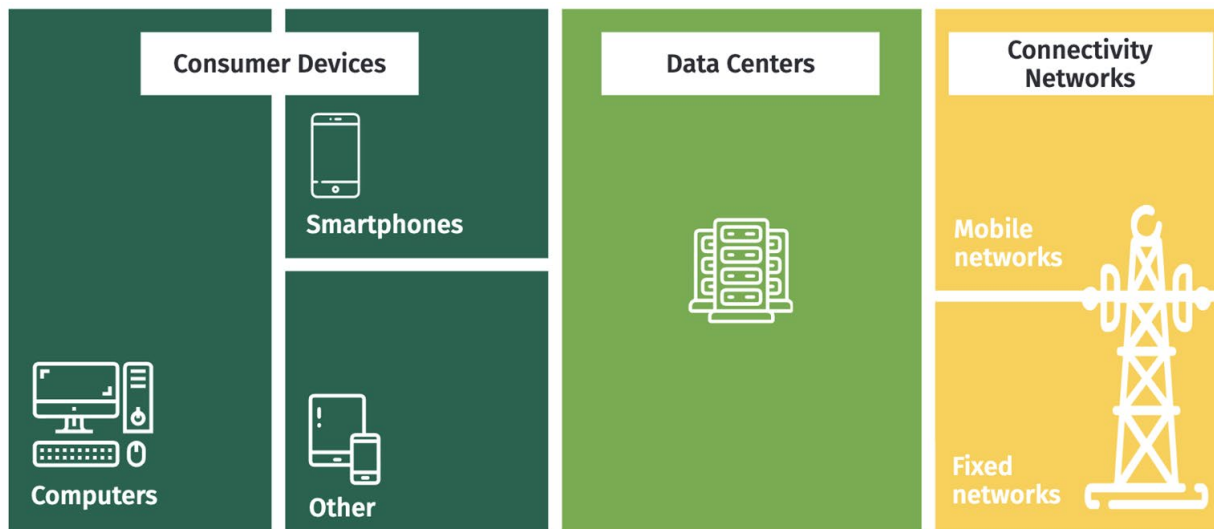 Consumer Devices
Computers
Smartphones
Other
Data Centers
Connectivity
Networks
Mobile
networks
Fixed
networks